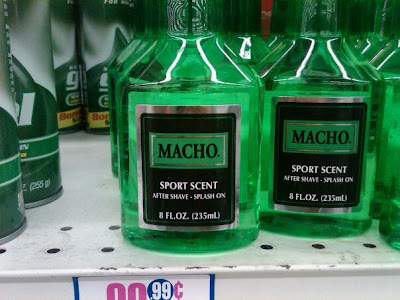 MACHO.
SPORT SCENT
AFTER SHAVE - SPLASH ON
8 FL.OZ. (235mL)
MACHO.
SPORT SCENT
AFTER SHAVE - SPLASH ON
8 FL.OZ. (235mL)
(255 g)
.99¢